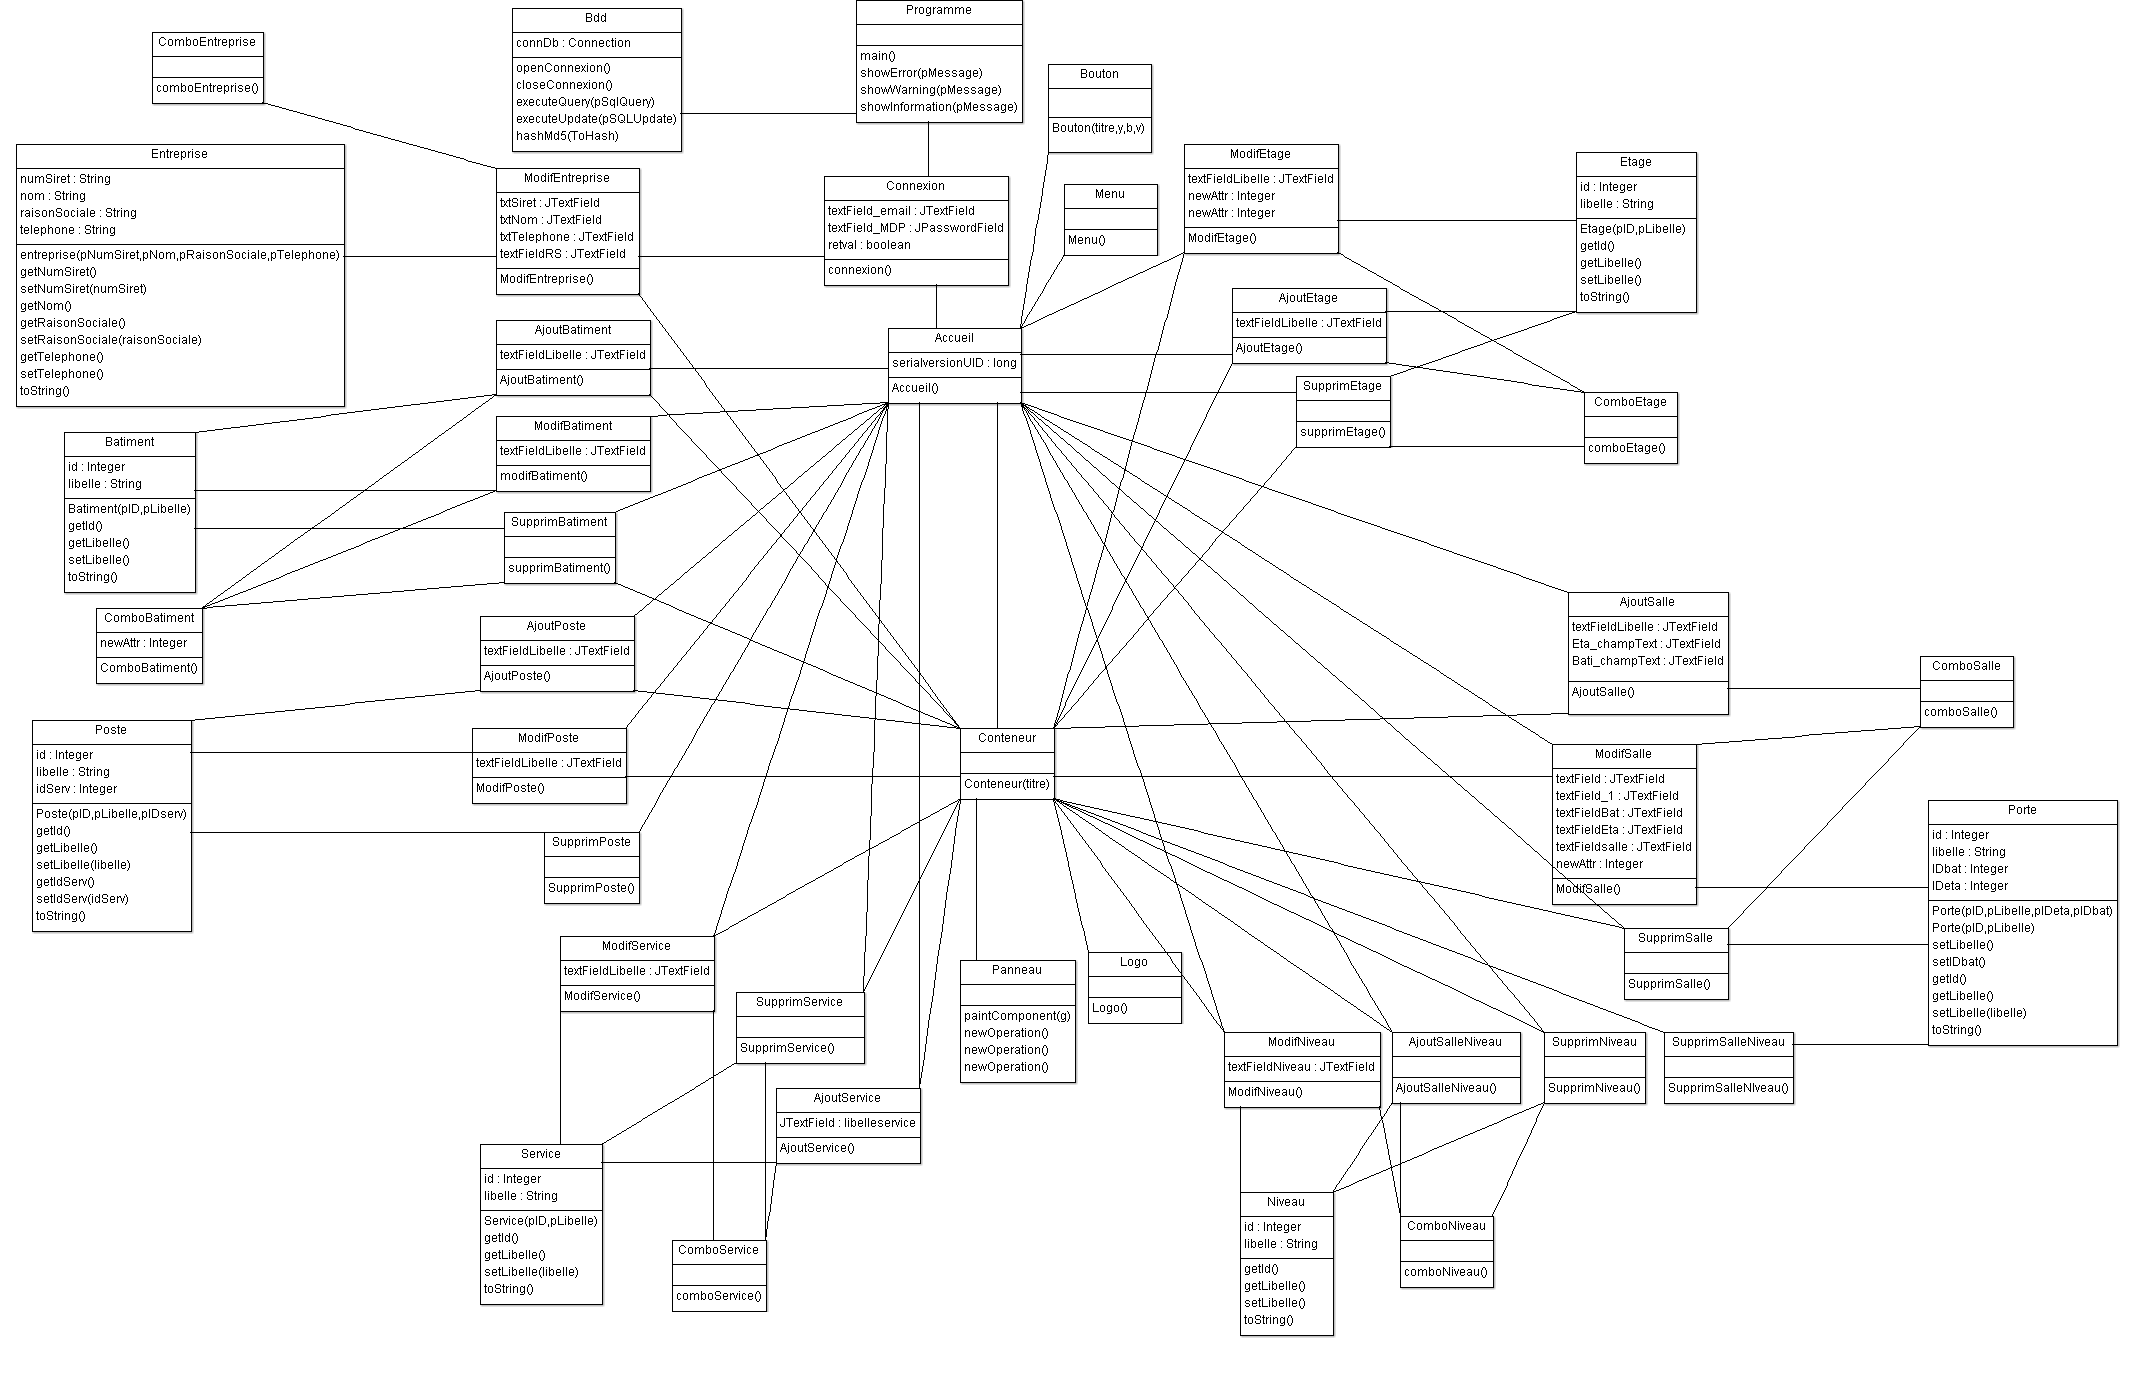 Programme
main()
showError(pMessage)
showWarning(pMessage)
showInformation(pMessage)
Bdd
connDb : Connection
openConnexion()
closeConnexion()
executeQuery(pSqlQuery)
executeUpdate(pSQLUpdate)
hashMd5(ToHash)
ComboEntreprise
comboEntreprise()
Bouton
Bouton(titre,y,b,v)
Entreprise
numSiret : String
nom : String
raisonSociale : String
telephone : String
entreprise(pNumSiret,pNom,pRaisonSociale,pTelephone)
getNumSiret()
setNumSiret(numSiret)
getNom()
getRaisonSociale()
setRaisonSociale(raisonSociale)
getTelephone()
setTelephone()
toString()
ModifEntreprise
txtSiret : JTextField
txtNom : JTextField
txtTelephone : JTextField
textFieldRS : JTextField
ModifEntreprise()
Connexion
textField_email : JTextField
textField_MDP : JPasswordField
retval : boolean
connexion()
Menu
Menu()
ModifEtage
textFieldLibelle : JTextField
newAttr : Integer
newAttr : Integer
ModifEtage()
Etage
id : Integer
libelle : String
Etage(pID,pLibelle)
getId()
getLibelle()
setLibelle()
toString()
AjoutEtage
textFieldLibelle : JTextField
AjoutEtage()
AjoutBatiment
textFieldLibelle : JTextField
AjoutBatiment()
Accueil
serialversionUID : long
Accueil()
SupprimEtage
supprimEtage()
ComboEtage
comboEtage()
Batiment
id : Integer
libelle : String
Batiment(pID,pLibelle)
getId()
getLibelle()
setLibelle()
toString()
ModifBatiment
textFieldLibelle : JTextField
modifBatiment()
SupprimBatiment
supprimBatiment()
ComboBatiment
newAttr : Integer
ComboBatiment()
AjoutPoste
textFieldLibelle : JTextField
AjoutPoste()
AjoutSalle
textFieldLibelle : JTextField
Eta_champText : JTextField
Bati_champText : JTextField
AjoutSalle()
ComboSalle
comboSalle()
Poste
id : Integer
libelle : String
idServ : Integer
Poste(pID,pLibelle,pIDserv)
getId()
getLibelle()
setLibelle(libelle)
getIdServ()
setIdServ(idServ)
toString()
ModifPoste
textFieldLibelle : JTextField
ModifPoste()
Conteneur
Conteneur(titre)
ModifSalle
textField : JTextField
textField_1 : JTextField
textFieldBat : JTextField
textFieldEta : JTextField
textFieldsalle : JTextField
newAttr : Integer
ModifSalle()
Porte
id : Integer
libelle : String
IDbat : Integer
IDeta : Integer
Porte(pID,pLibelle,pIDeta,pIDbat)
Porte(pID,pLibelle)
setLibelle()
setIDbat()
getId()
getLibelle()
setLibelle(libelle)
toString()
SupprimPoste
SupprimPoste()
SupprimSalle
SupprimSalle()
ModifService
textFieldLibelle : JTextField
ModifService()
SupprimService
SupprimService()
Panneau
paintComponent(g)
newOperation()
newOperation()
newOperation()
Logo
Logo()
ModifNiveau
textFieldNiveau : JTextField
ModifNiveau()
AjoutSalleNiveau
AjoutSalleNiveau()
SupprimNiveau
SupprimNiveau()
SupprimSalleNiveau
SupprimSalleNIveau()
AjoutService
JTextField : libelleservice
AjoutService()
Service
id : Integer
libelle : String
Service(pID,pLibelle)
getId()
getLibelle()
setLibelle(libelle)
toString()
ComboService
comboService()
Niveau
id : Integer
libelle : String
getId()
getLibelle()
setLibelle()
toString()
ComboNiveau
comboNiveau()